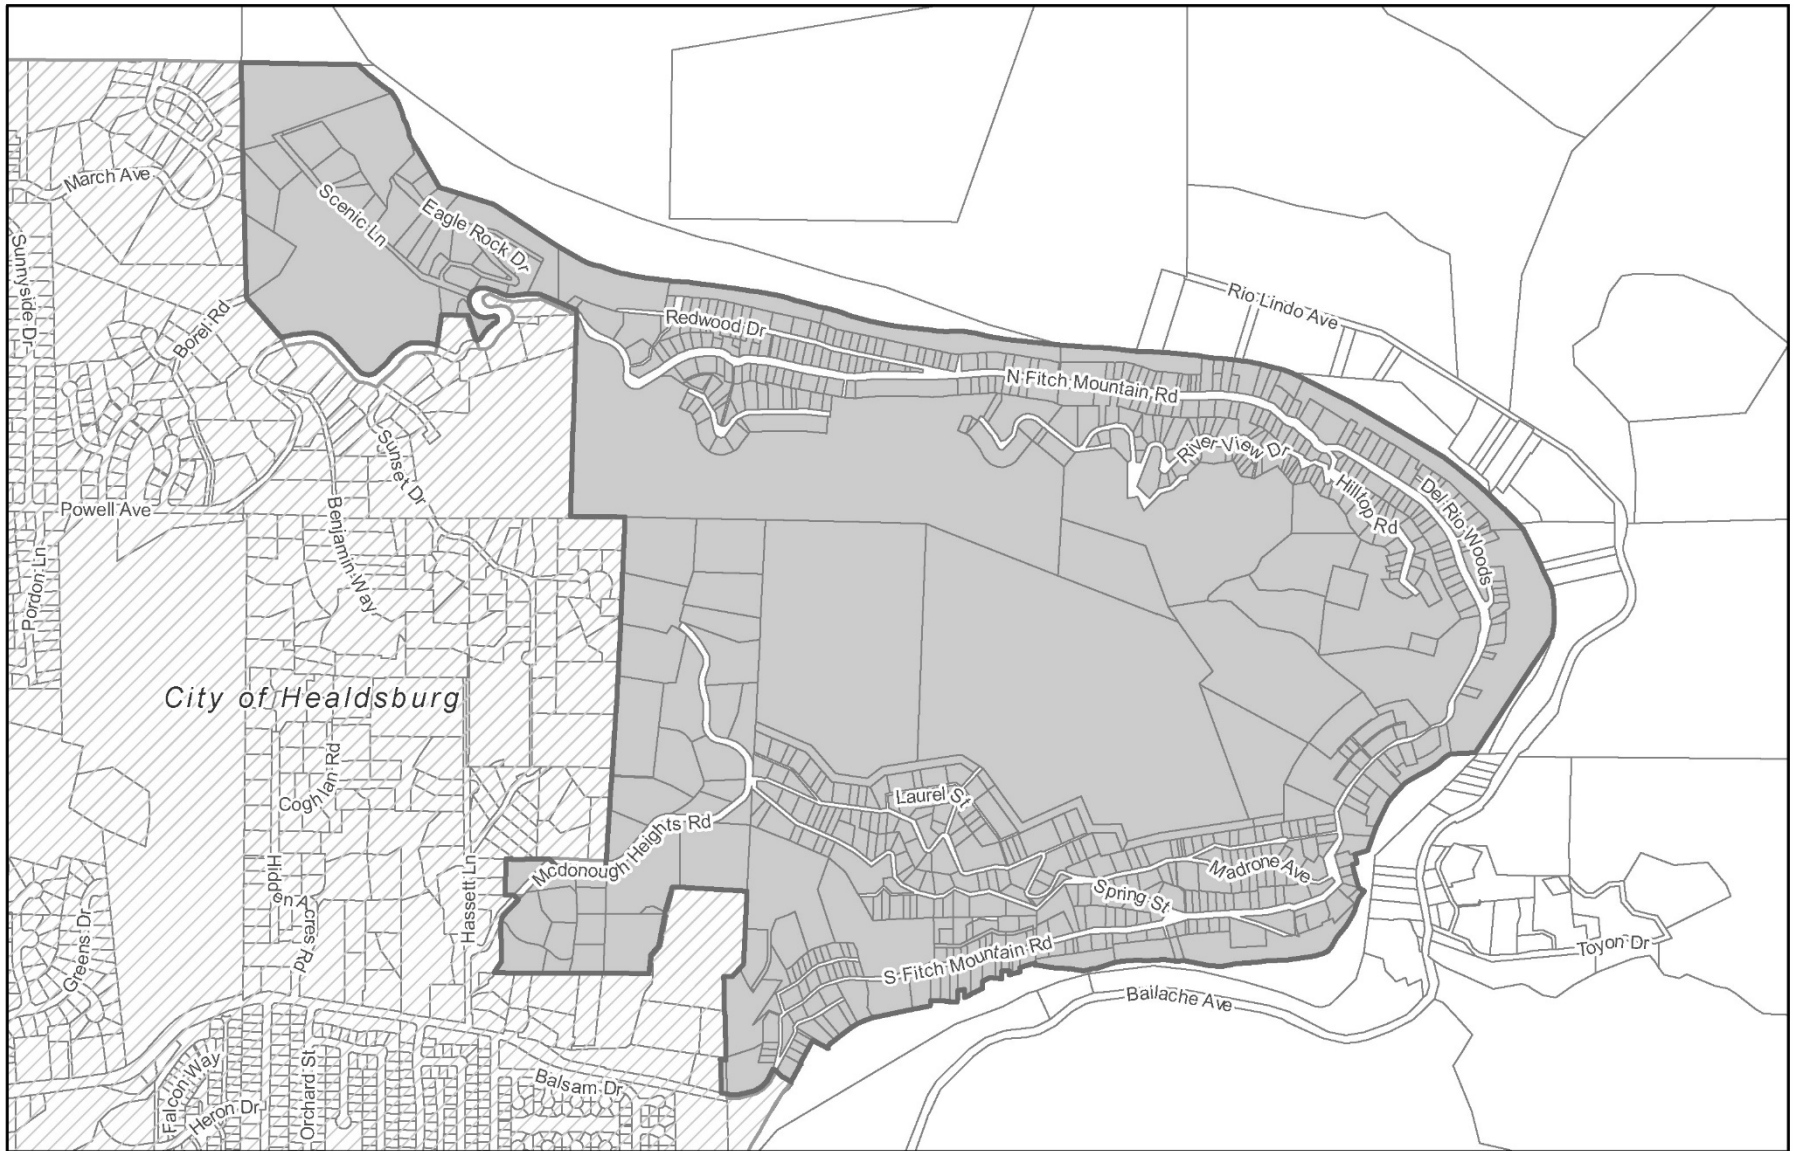 March Ave
Scenic Ln
Eagle Rock Dr
Sunnyside Dr
Borel Rd
Redwood Dr
Rio Lindo Ave
N Fitch Mountain Rd
River View Dr
Hilltop Rd
Del Rio Woods
Sunset Dr
Powell Ave
Benjamin Way
Pordon Ln
City of Healdsburg
Coghlan Rd
Laurel St
Mcdonough Heights Rd
Madrone Ave
Spring St
Hidden Acres Rd
Hassett Ln
Greens Dr
S Fitch Mountain Rd
Toyon Dr
Bailache Ave
Falcon Way
Heron Dr
Orchard St
Balsam Dr